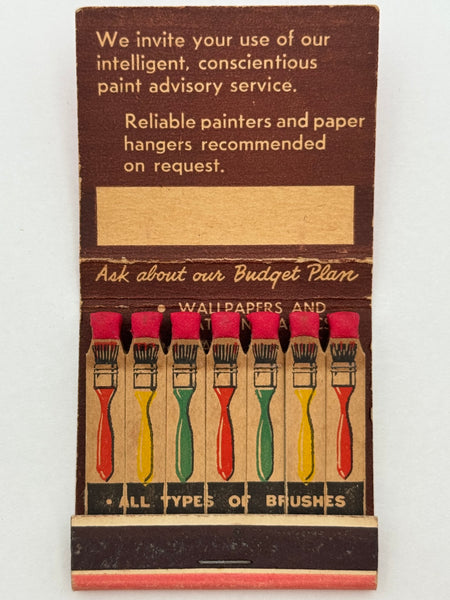 We invite your use of our
intelligent, conscientious
paint advisory service.
Reliable painters and paper
hangers recommended
on request.
Ask about our Budget Plan
• WALLPAPERS AND
• ALL TYPES OF BRUSHES